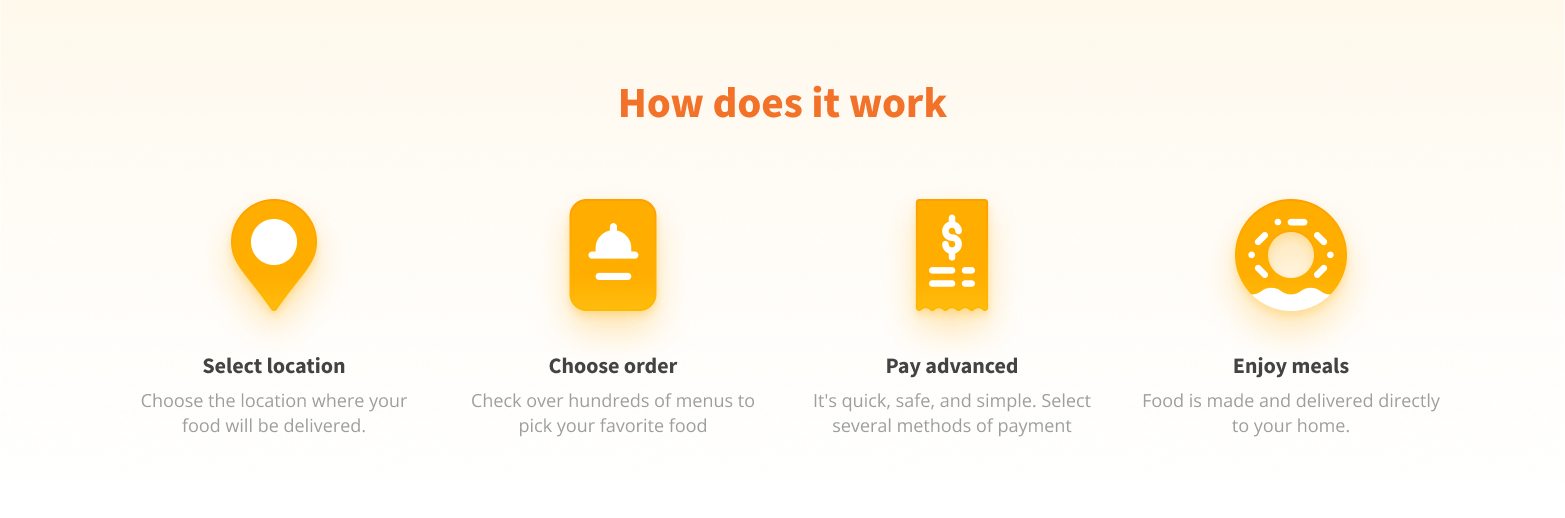 How does it work
$
Select location
Choose the location where your
food will be delivered.
Choose order
Check over hundreds of menus to
pick your favorite food
Pay advanced
It's quick, safe, and simple. Select
several methods of payment
Enjoy meals
Food is made and delivered directly
to your home.